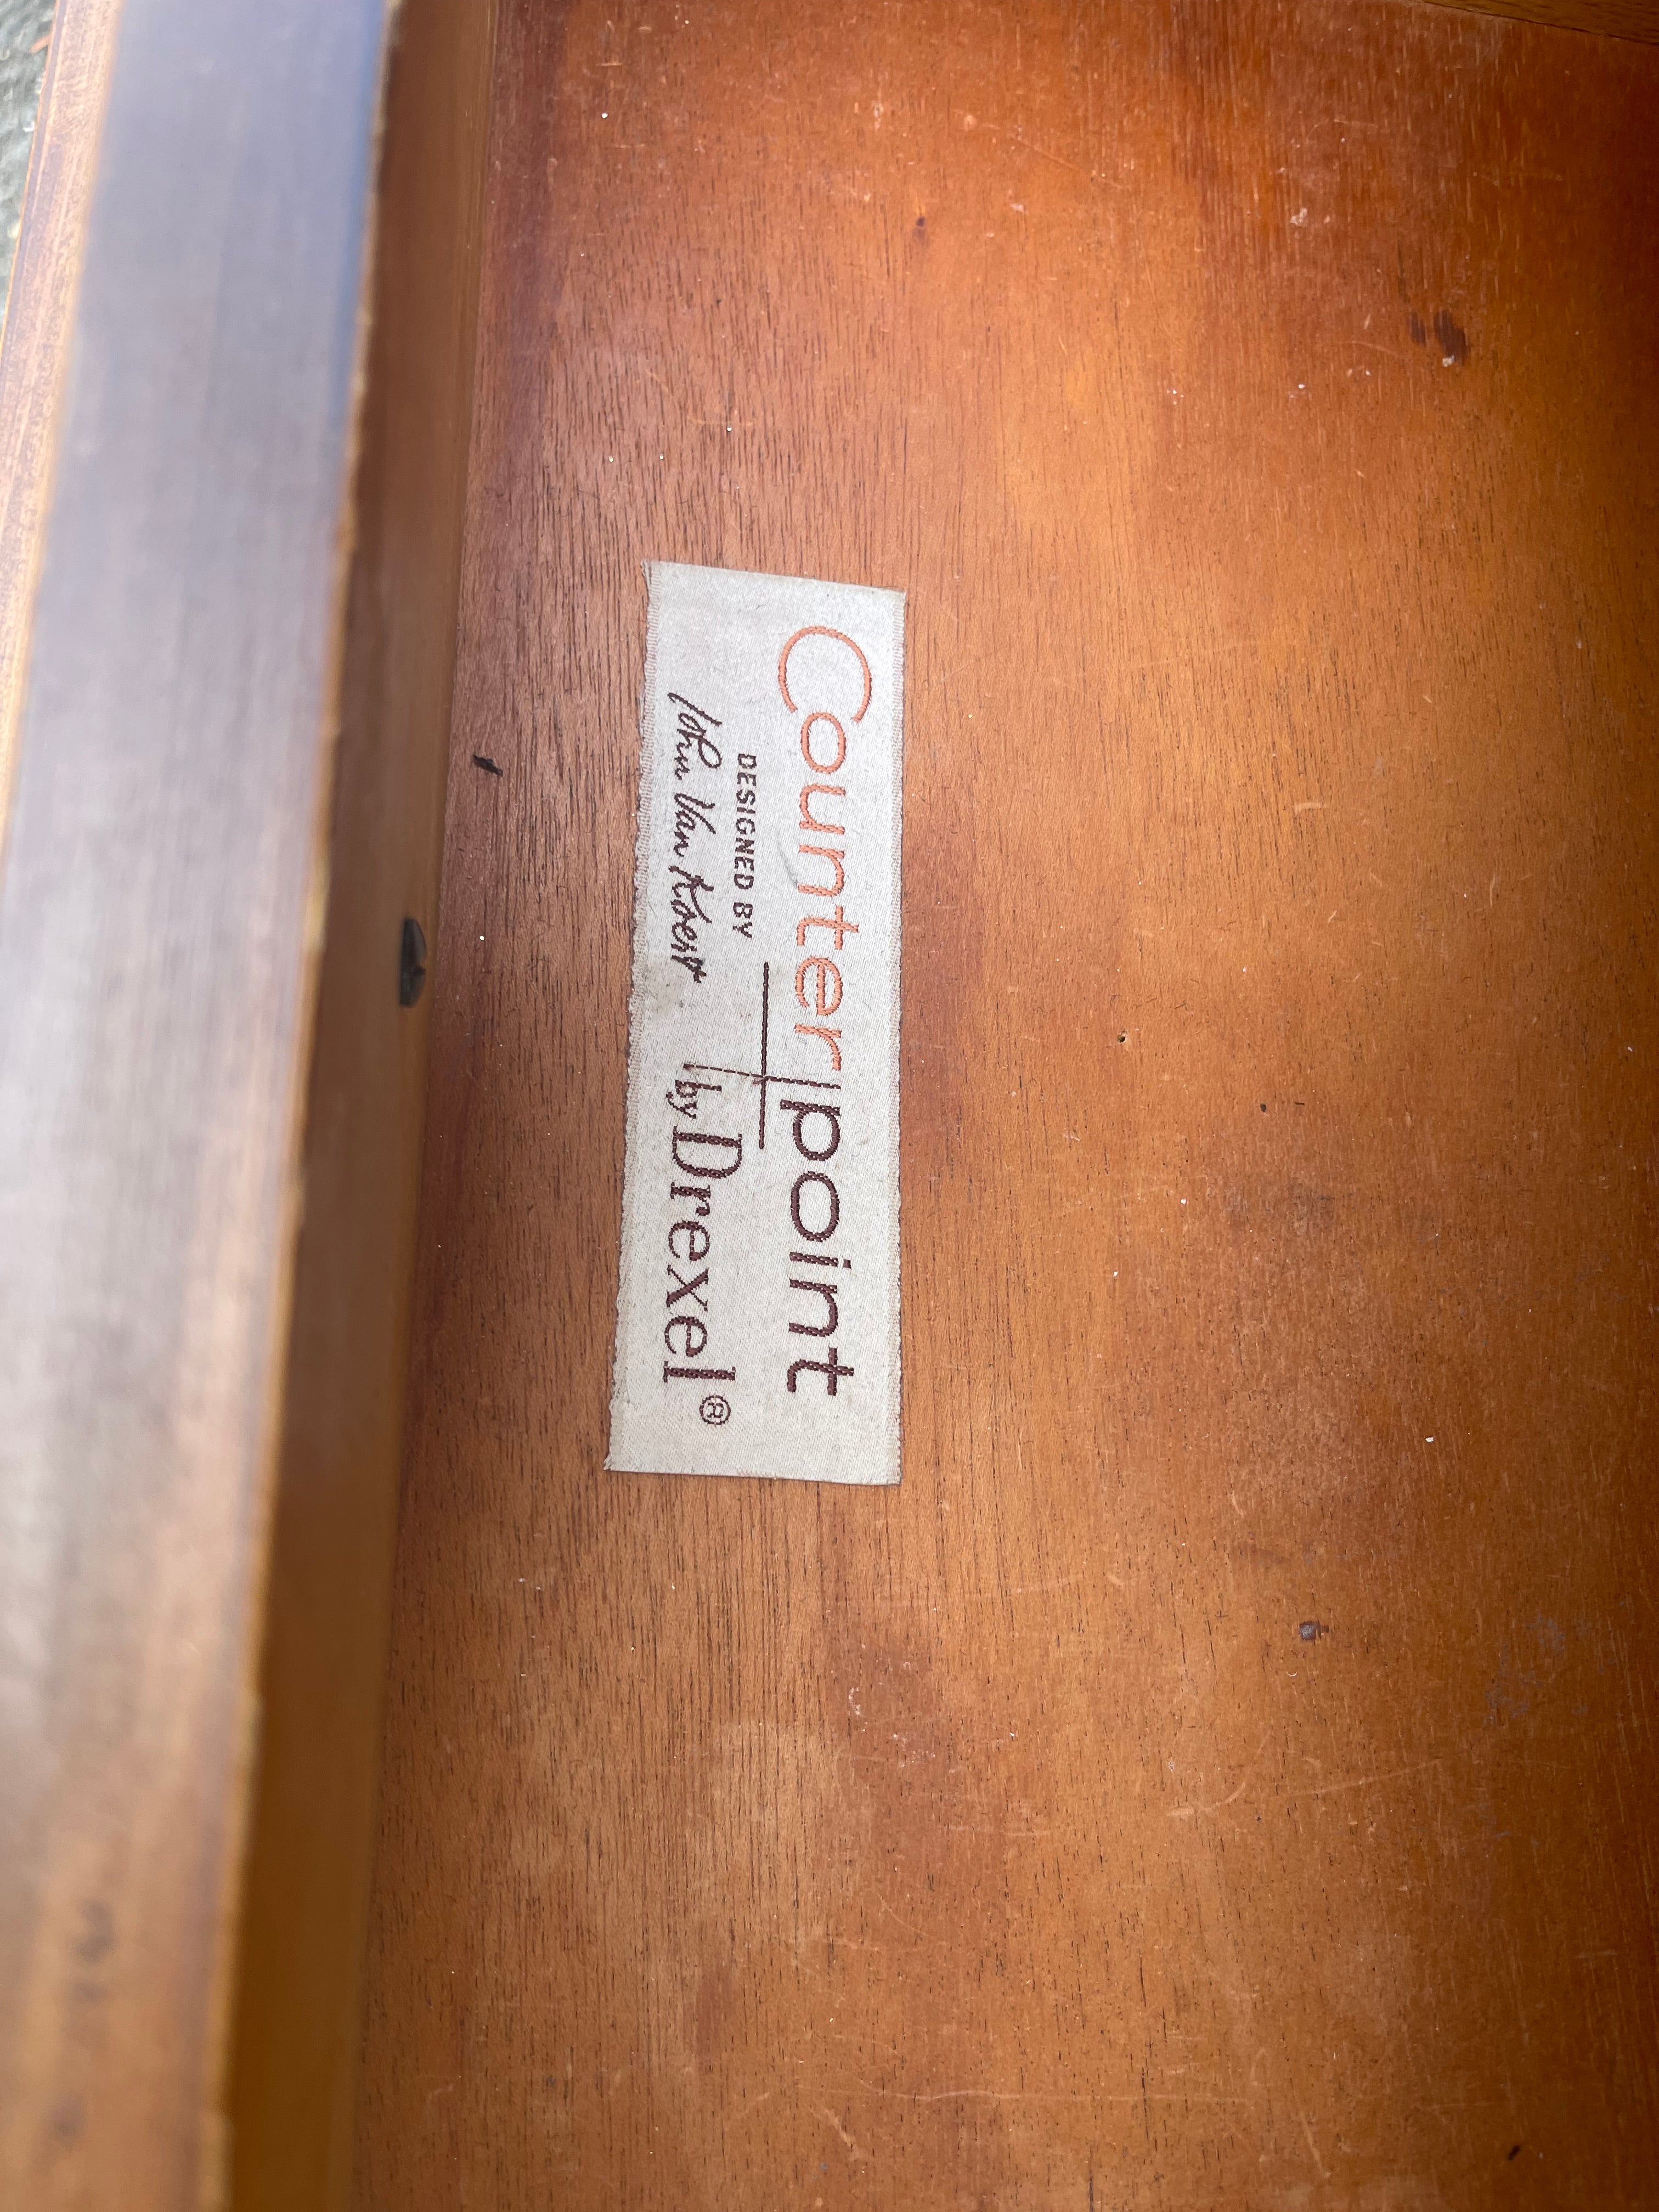 Counterpoint
DESIGNED BY
John Van Koert
by Drexel®